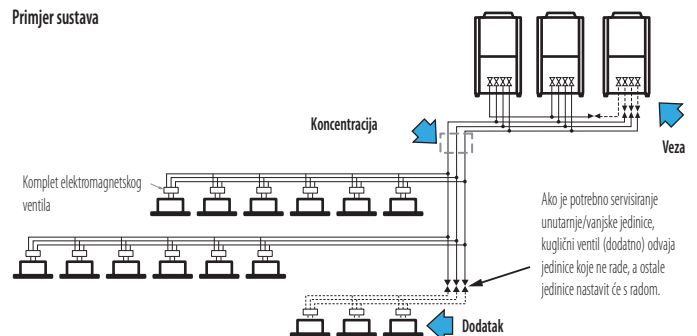 Primjer sustava
Koncentracija
Veza
Komplet elektromagnetskog
ventila
Ako je potrebno servisiranje
unutarnje/vanjske jedinice,
kuglični ventil (dodatno) odvaja
jedinice koje ne rade, a ostale
jedinice nastavit će s radom.
Dodatak